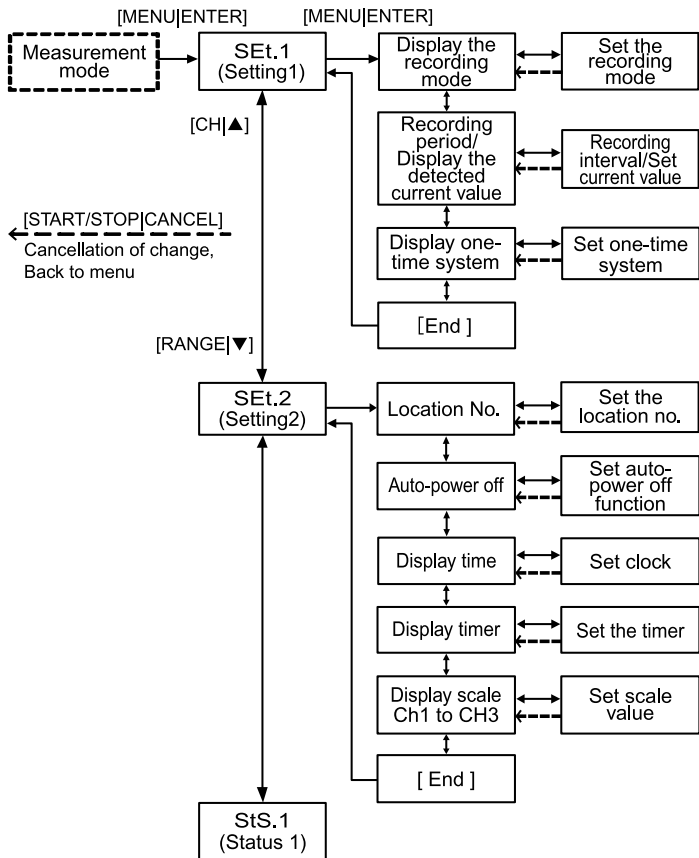 [MENU|ENTER]
[MENU|ENTER]
Measurement
mode
SEt.1
(Setting1)
Display the
recording
mode
Set the
recording
mode
[CH|▲]
Recording
period/
Display the
detected
current value
Recording
interval/Set
current value
[START/STOP|CANCEL]
Cancellation of change,
Back to menu
Display one-
time system
Set one-time
system
[End ]
[RANGE|▼]
SEt.2
(Setting2)
Location No.
Set the
location no.
Auto-power off
Set auto-
power off
function
Display time
Set clock
Display timer
Set the timer
Display scale
Ch1 to CH3
Set scale
value
[ End ]
StS.1
(Status 1)